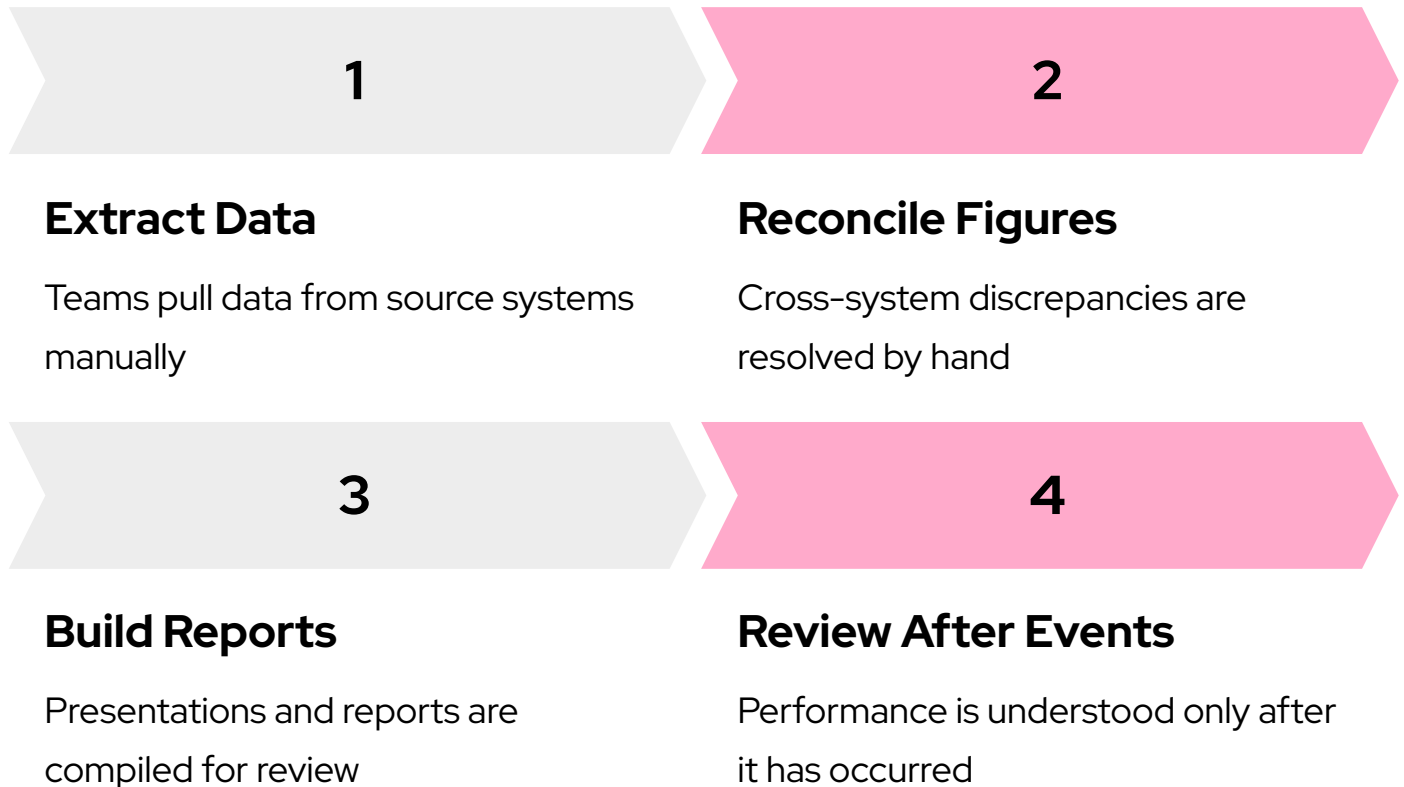 1
2
Extract Data
Teams pull data from source systems
manually
Reconcile Figures
Cross-system discrepancies are
resolved by hand
3
4
Build Reports
Presentations and reports are
compiled for review
Review After Events
Performance is understood only after
it has occurred